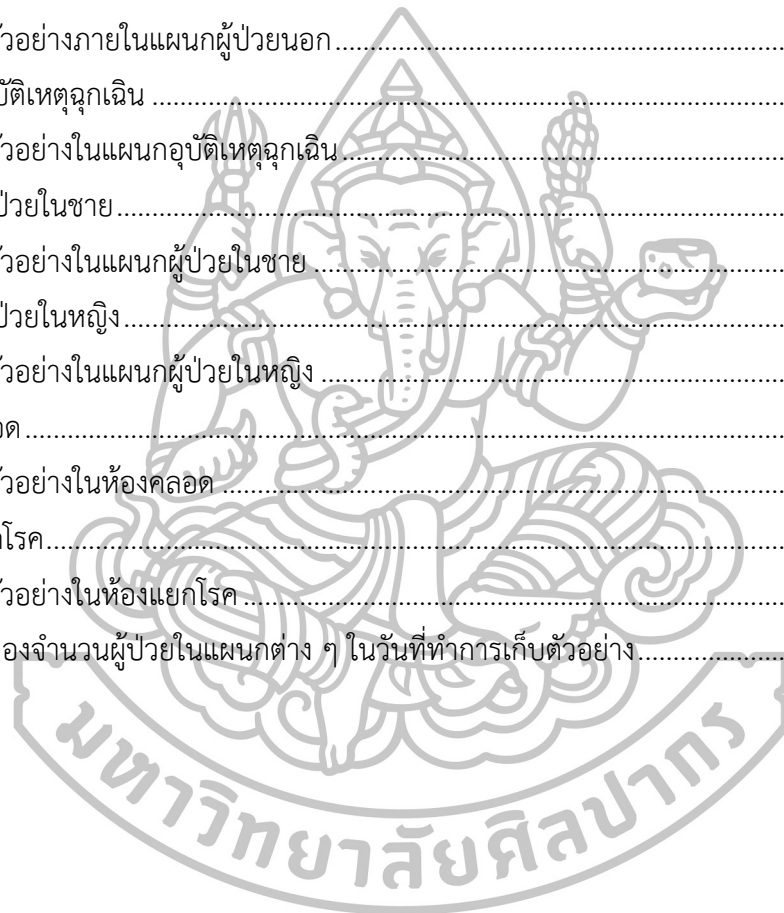 ตัวอย่างภายในแผนกผู้ป่วยนอก
บัติเหตุฉุกเฉิน
ตัวอย่างในแผนกอุบัติเหตุฉุกเฉิน
ป่วยในชาย
ตัวอย่างในแผนกผู้ป่วยในชาย
ป่วยในหญิง
ตัวอย่างในแผนกผู้ป่วยในหญิง
อด
ตัวอย่างในห้องคลอด
โรค
ตัวอย่างในห้องแยกโรค
องจำนวนผู้ป่วยในแผนกต่าง ๆ ในวันที่ทำการเก็บตัวอย่าง
มหาวิทยาลัยศิลปากร